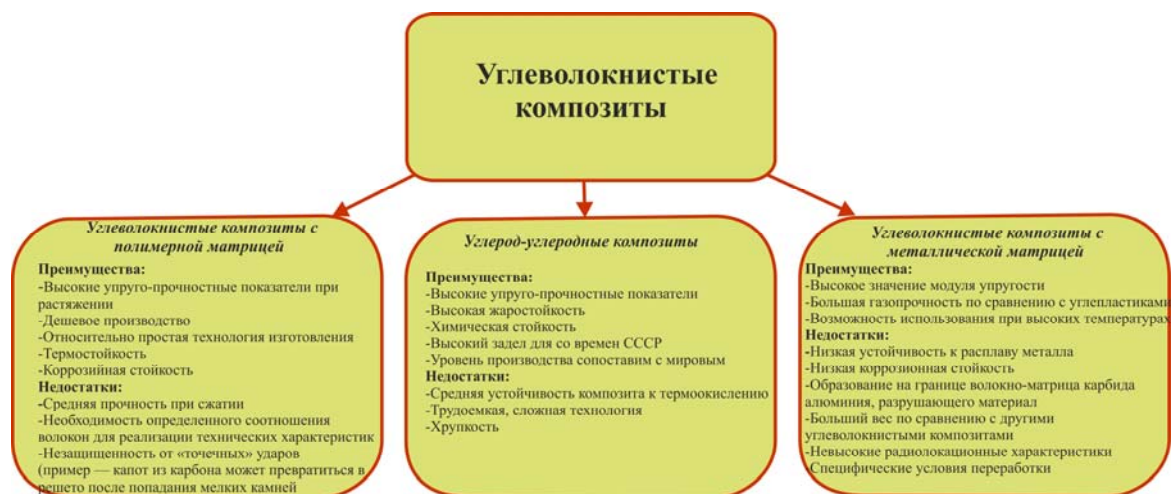 Углеволокнистые
композиты
Углеволокнистые композиты с
полимерной матрицей
Преимущества:
-Высокие упруго-прочностные показатели при
растяжении
-Дешевое производство
-Относительно простая технология изготовления
-Термостойкость
-Коррозийная стойкость
Недостатки:
-Средняя прочность при сжатии
-Необходимость определенного соотношения
волокон для реализации технических характеристик
-Незащищенность от «точечных» ударов
(пример — капот из карбона может превратиться в
решето после попадания мелких камней
Углерод-углеродные композиты
Преимущества:
-Высокие упруго-прочностные показатели
-Высокая жаростойкость
-Химическая стойкость
-Высокий задел для со времен СССР
-Уровень производства сопоставим с мировым
Недостатки:
-Средняя устойчивость композита к термоокислению
-Трудоемкая, сложная технология
-Хрупкость
Углеволокнистые композиты с
металлической матрицей
Преимущества:
-Высокое значение модуля упругости
-Большая газопрочность по сравнению с углепластиками
-Возможность использования при высоких температурах
Недостатки:
-Низкая устойчивость к расплаву металла
-Низкая коррозионная стойкость
-Образование на границе волокно-матрица карбида
алюминия, разрушающего материал
-Больший вес по сравнению с другими
углеволокнистыми композитами
-Невысокие радиолокационные характеристики
-Специфические условия переработки